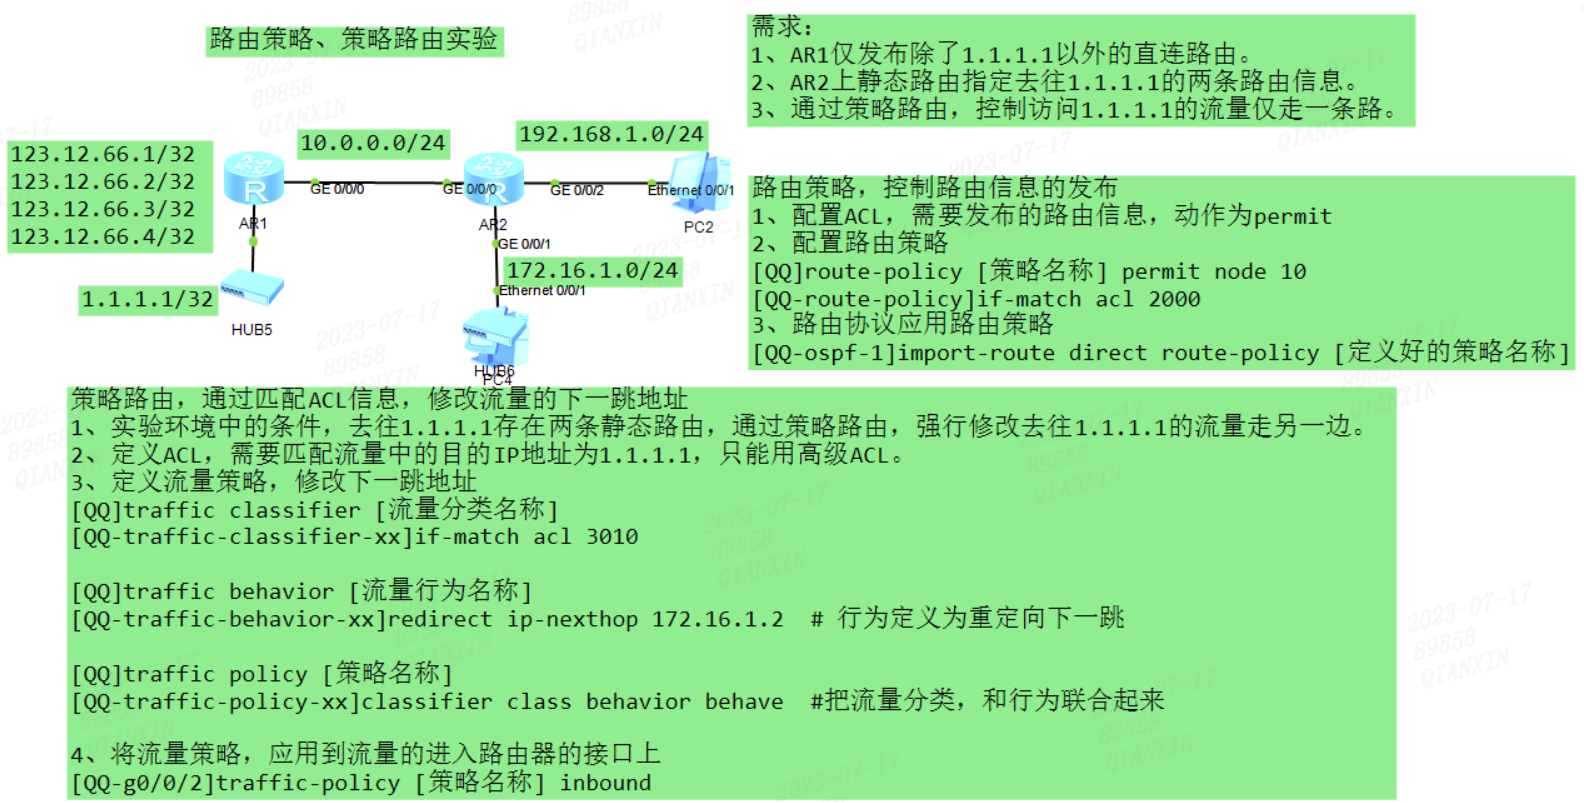 路由策略、策略路由实验
需求:
1、AR1仅发布除了1.1.1.1以外的直连路由。
2、AR2上静态路由指定去往1.1.1.1的两条路由信息。
3、通过策略路由，控制访问1.1.1.1的流量仅走一条路。
123.12.66.1/32
123.12.66.2/32
123.12.66.3/32
123.12.66.4/32
10.0.0.0/24
192.168.1.0/24
R
GE 0/0/0
GE 0/0/0
R
GE 0/0/2
Ethernet 0/0/1
AR1
AR2
PC2
GE 0/0/1
172.16.1.0/24
Ethernet 0/0/1
1.1.1.1/32
HUB5
HUB6
PC4
路由策略，控制路由信息的发布
1、配置ACL，需要发布的路由信息，动作为permit
2、配置路由策略
[QQ]route-policy [策略名称] permit node 10
[QQ-route-policy]if-match acl 2000
3、路由协议应用路由策略
[QQ-ospf-1]import-route direct route-policy [定义好的策略名称]
策略路由，通过匹配ACL信息，修改流量的下一跳地址
1、实验环境中的条件，去往1.1.1.1存在两条静态路由，通过策略路由，强行修改去往1.1.1.1的流量走另一边。
2、定义ACL，需要匹配流量中的目的IP地址为1.1.1.1，只能用高级ACL。
3、定义流量策略，修改下一跳地址
[QQ]traffic classifier [流量分类名称]
[QQ-traffic-classifier-xx]if-match acl 3010
[QQ]traffic behavior [流量行为名称]
[QQ-traffic-behavior-xx]redirect ip-nexthop 172.16.1.2  # 行为定义为重定向下一跳
[QQ]traffic policy [策略名称]
[QQ-traffic-policy-xx]classifier class behavior behave  #把流量分类，和行为联合起来
4、将流量策略，应用到流量的进入路由器的接口上
[QQ-g0/0/2]traffic-policy [策略名称] inbound
2023-07-17
89858
QIANXIN